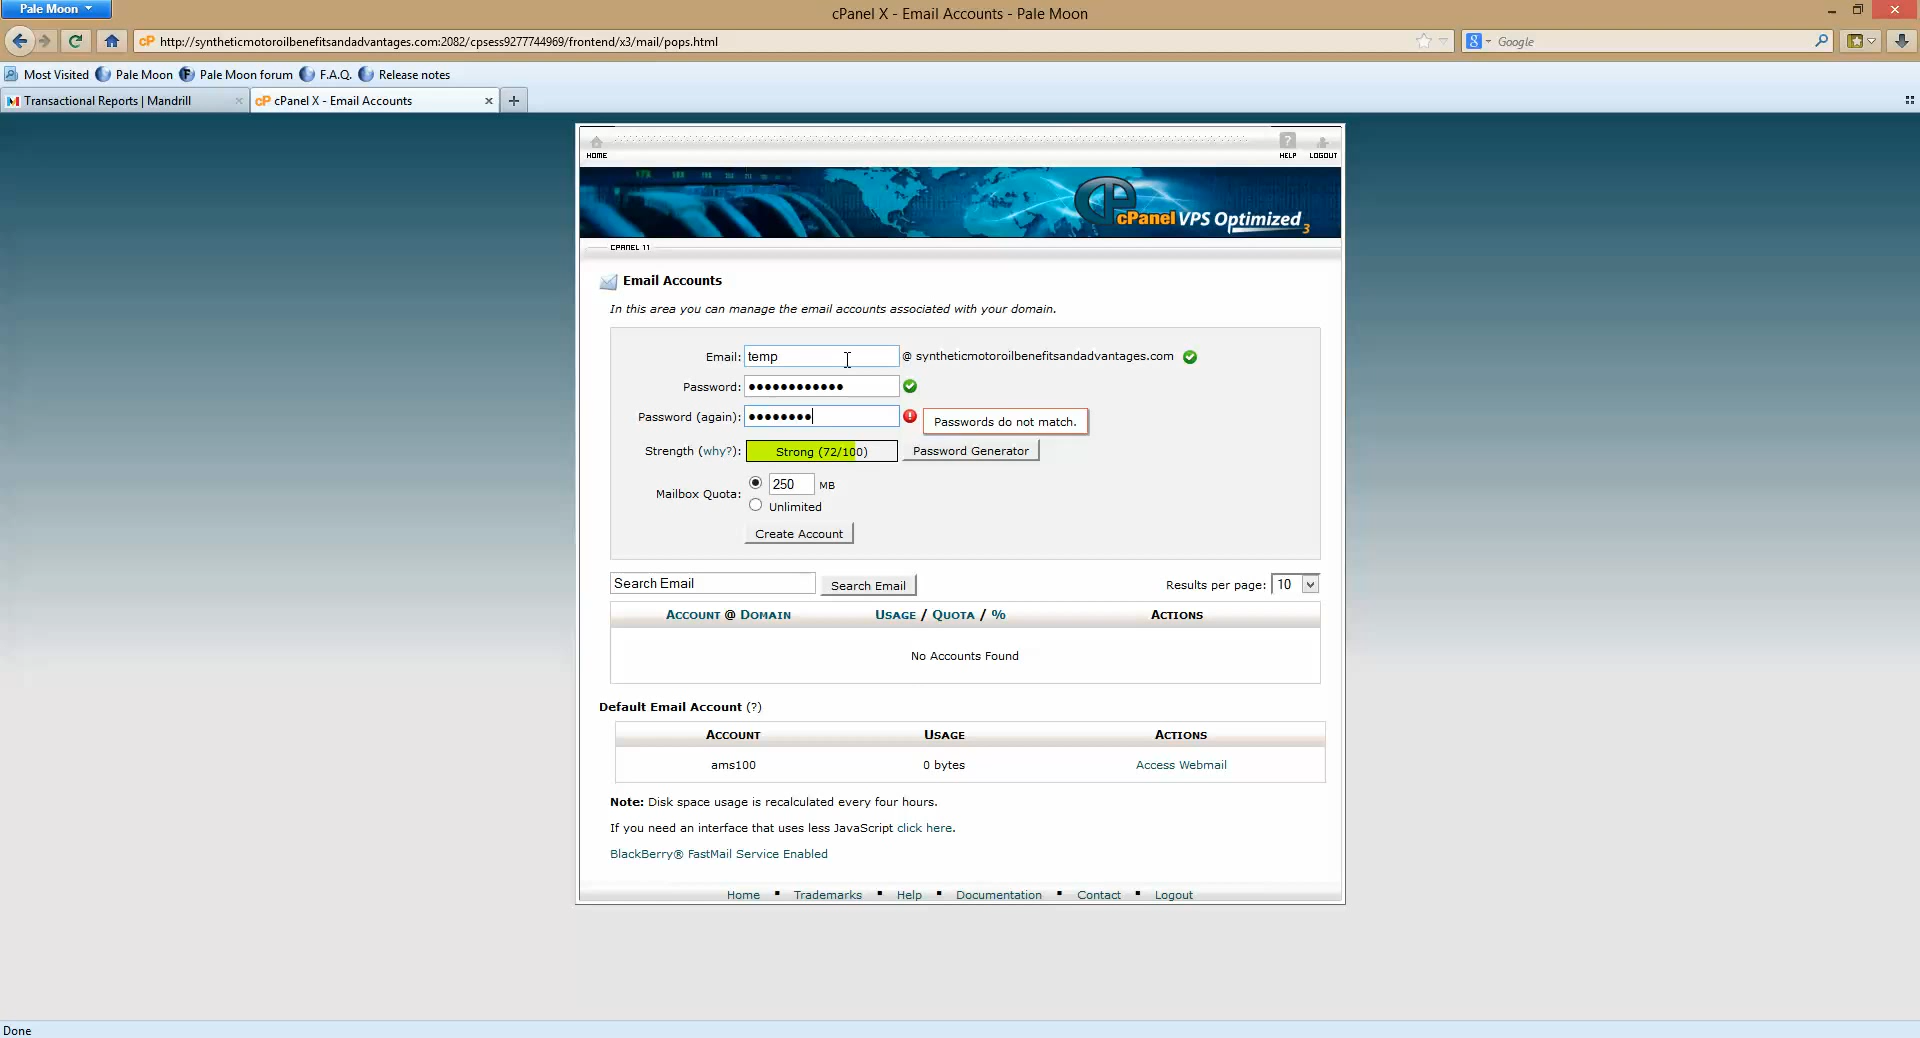 Pale Moon
cPanel X - Email Accounts - Pale Moon
http://syntheticmotoroilbenefitsandadvantages.com:2082/cpsess9277744969/frontend/x3/mail/pops.html
Google
Most Visited Pale Moon Pale Moon forum F.A.Q. Release notes
Transactional Reports | Mandrill
cPanel X - Email Accounts
HOME
HELP
LOGOUT
cPanel VPS Optimized 3
CPANEL 11
Email Accounts
In this area you can manage the email accounts associated with your domain.
Email: temp @ syntheticmotoroilbenefitsandadvantages.com
Password: ●●●●●●●●●●●●
Password (again): ●●●●●●●● Passwords do not match.
Strength (why?): Strong (72/100) Password Generator
Mailbox Quota: 250 MB
Unlimited
Create Account
Search Email Search Email Results per page: 10
ACCOUNT @ DOMAIN USAGE / QUOTA / % ACTIONS
No Accounts Found
Default Email Account (?)
ACCOUNT USAGE ACTIONS
ams100 0 bytes Access Webmail
Note: Disk space usage is recalculated every four hours.
If you need an interface that uses less JavaScript click here.
BlackBerry® FastMail Service Enabled
Home ▪ Trademarks ▪ Help ▪ Documentation ▪ Contact ▪ Logout
Done